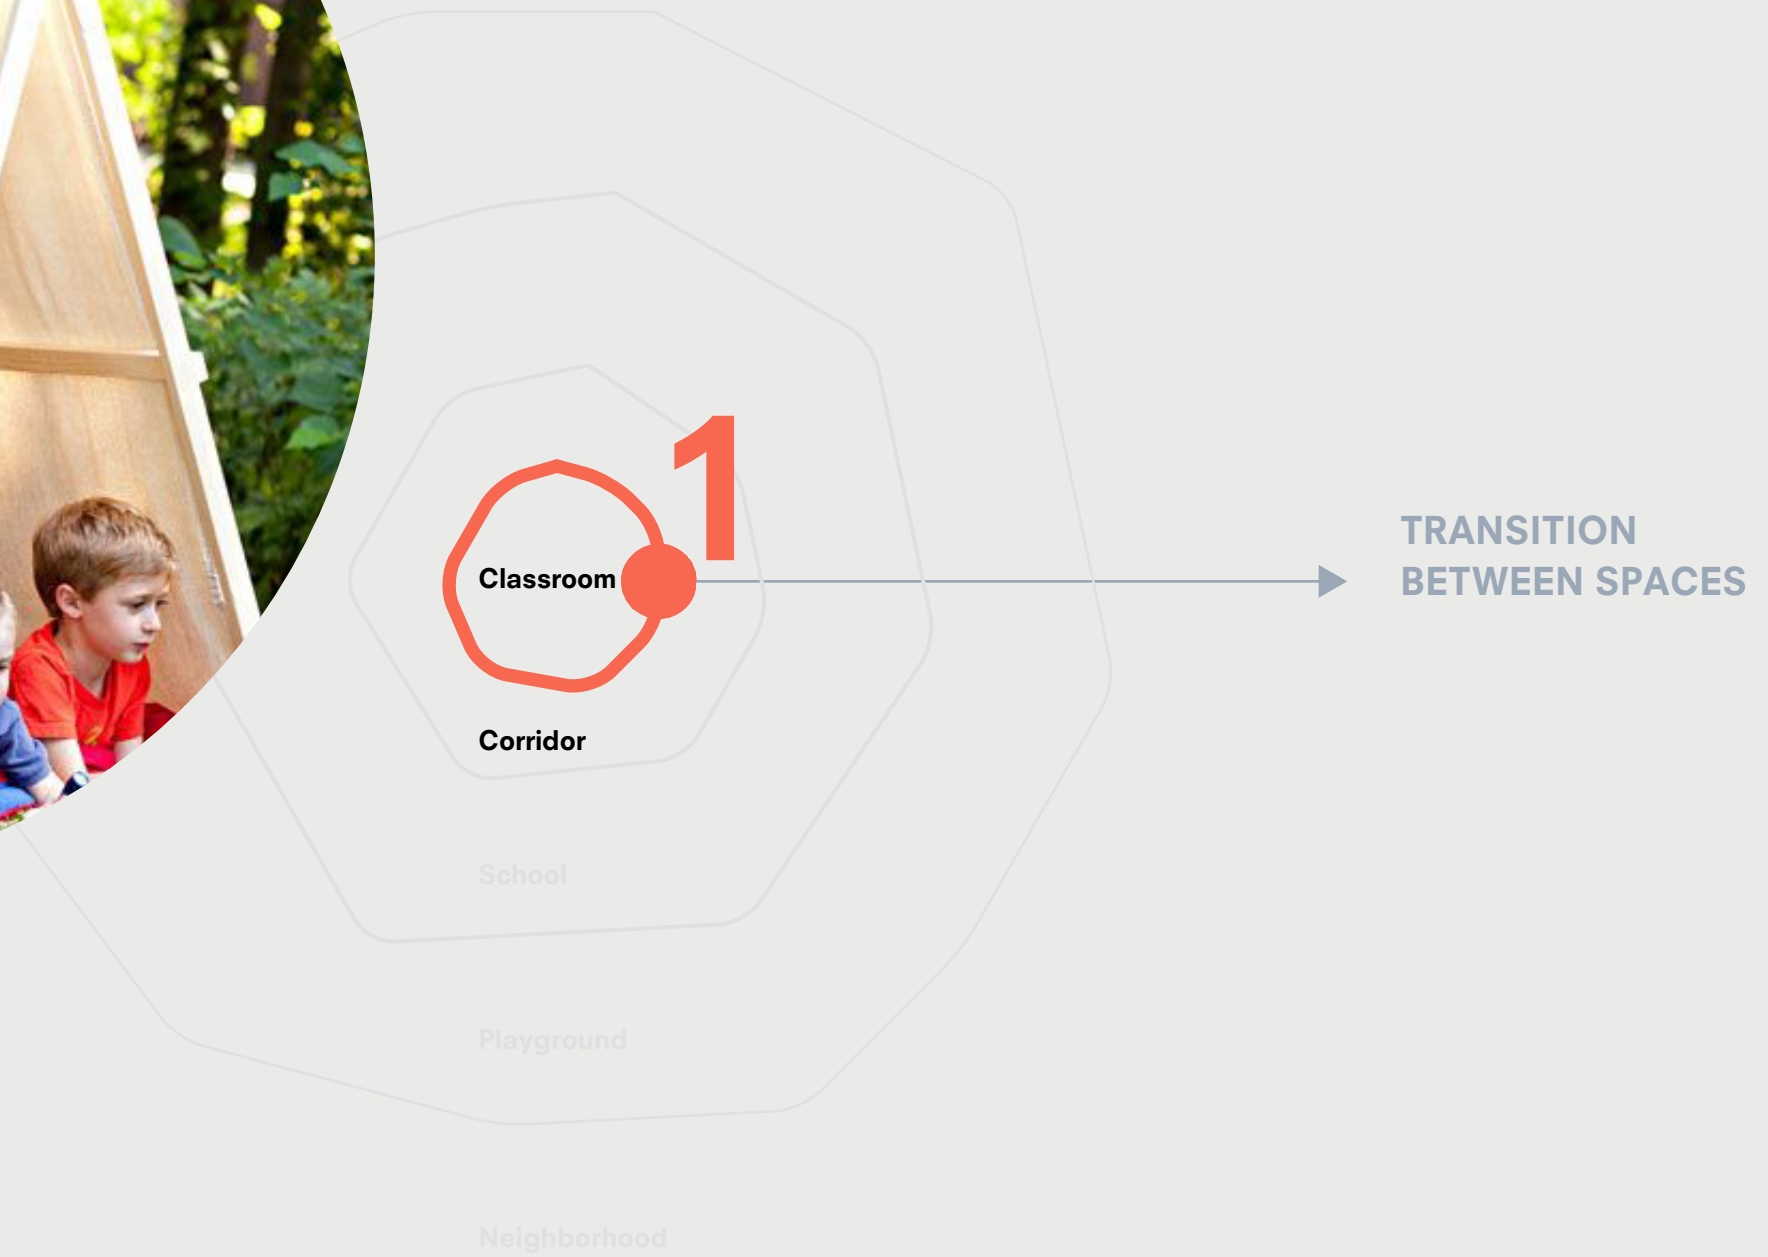 1
Classroom
TRANSITION
BETWEEN SPACES
Corridor
School
Playground
Neighborhood